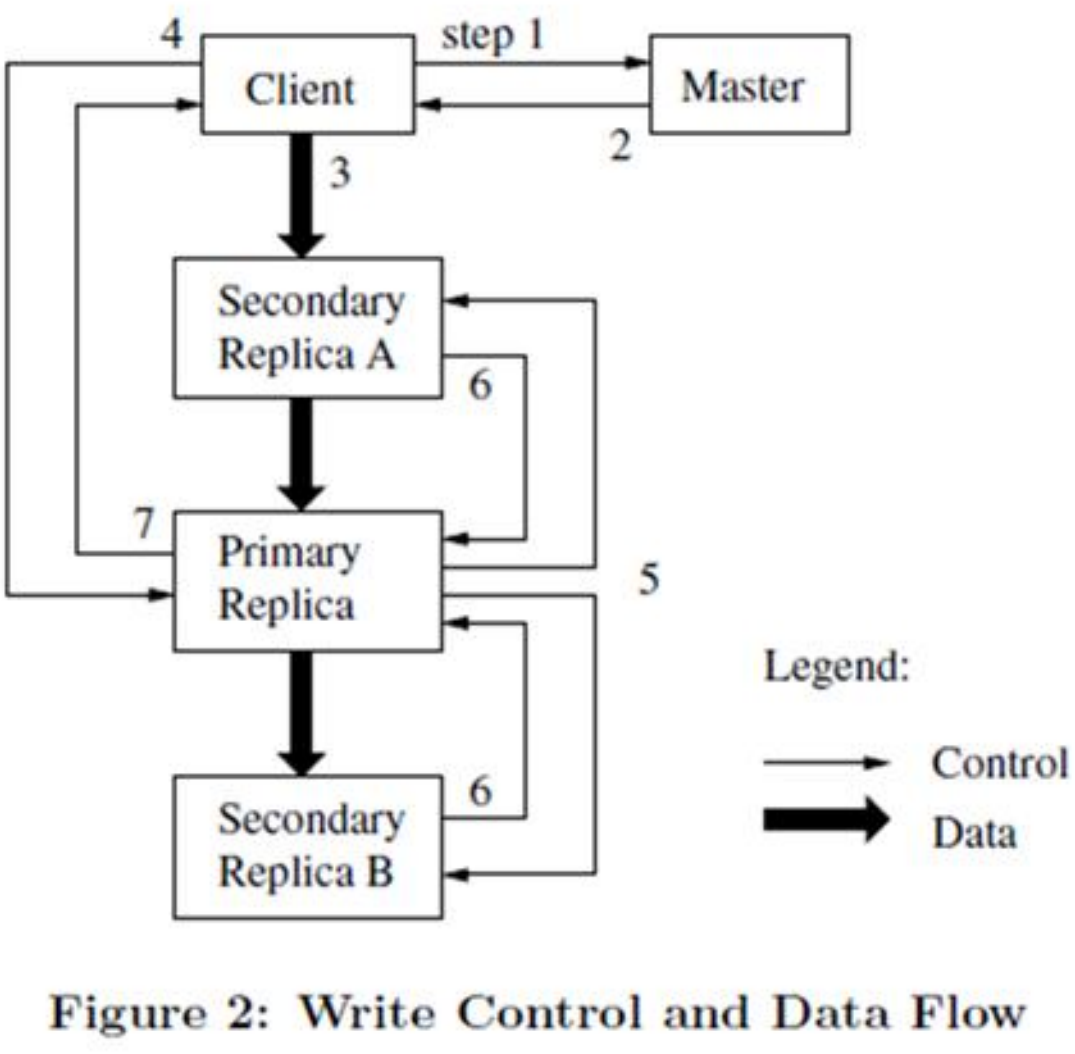 4
step 1
Client
Master
2
3
Secondary
Replica A
6
7
Primary
Replica
5
Legend:
Control
6
Secondary
Replica B
Data
Figure 2: Write Control and Data Flow